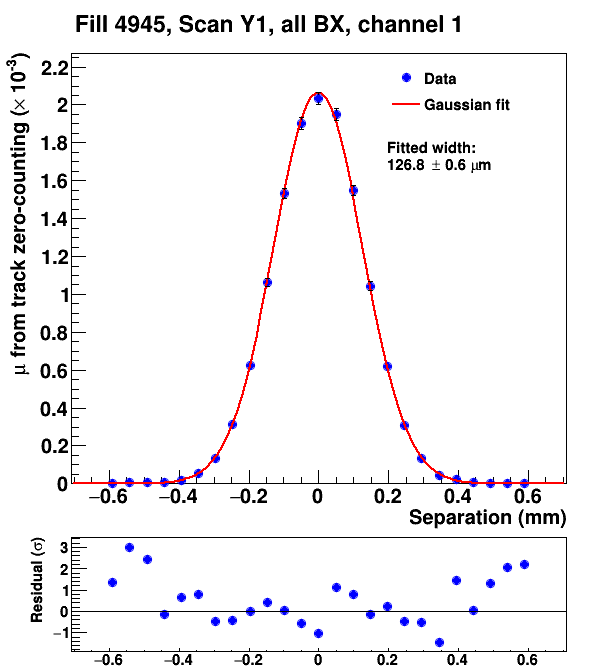 Fill 4945, Scan Y1, all BX, channel 1
μ from track zero-counting (× 10⁻³)
2.2
2
1.8
1.6
1.4
1.2
1
0.8
0.6
0.4
0.2
0
Data
Gaussian fit
Fitted width:
126.8 ± 0.6 μm
−0.6 −0.4 −0.2 0 0.2 0.4 0.6
Separation (mm)
Residual (σ)
3
2
1
0
−1
-0.6 -0.4 -0.2 0 0.2 0.4 0.6